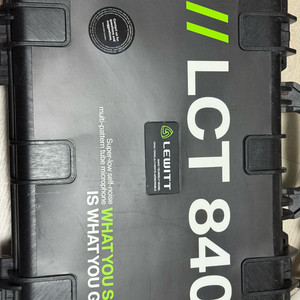 // LCT 840
LEWITT
Super-low self-noise
multi-pattern tube microphone
WHAT YOU S
IS WHAT YOU G